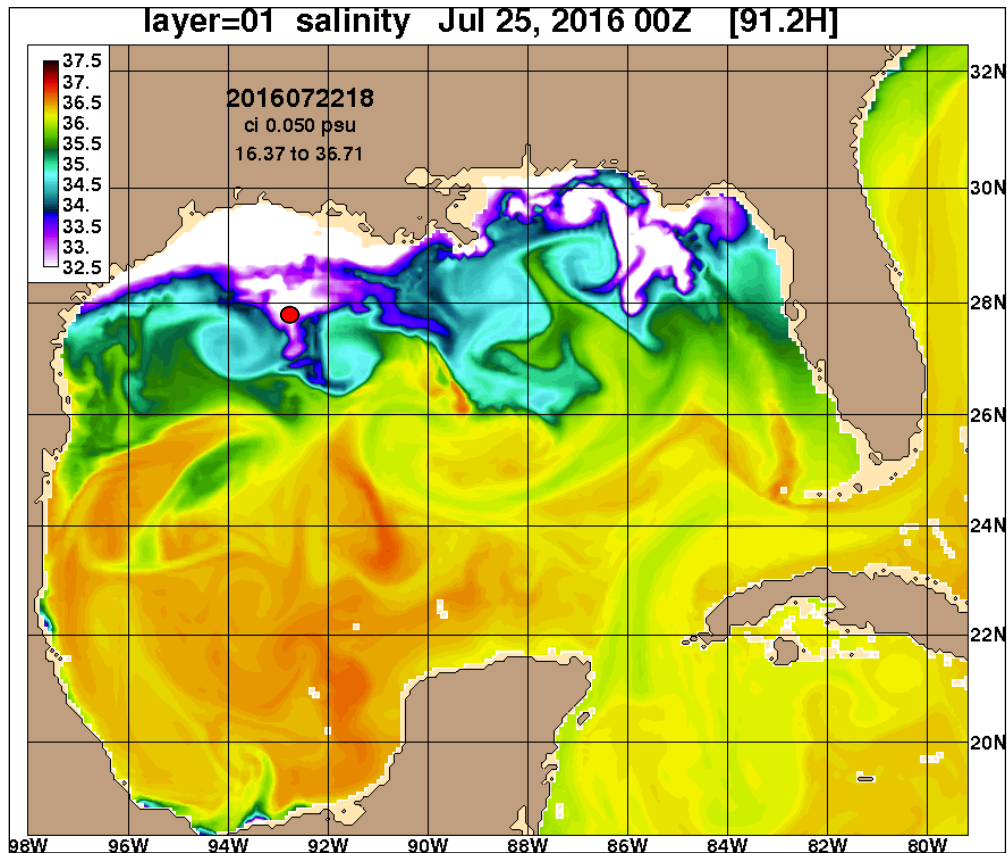 layer=01 salinity Jul 25, 2016 00Z [91.2H]
37.5
37.
36.5
36.
35.5
35.
34.5
34.
33.5
33.
32.5
2016072218
ci 0.050 psu
16.37 to 36.71
32N
30N
28N
26N
24N
22N
20N
98W 96W 94W 92W 90W 88W 86W 84W 82W 80W